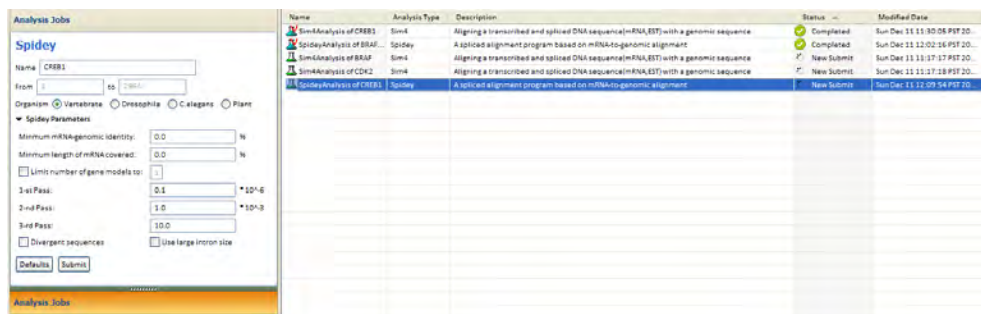 Analysis Jobs
Spidey
Name CREB1
From 1 to
Organism Vertebrate Drosophila C.elegans Plant
Spidey Parameters
Minimum mRNA-genomic identity: 0.0 %
Minimum length of mRNA covered: 0.0 %
Limit number of gene models to: 1
1-st Pass: 0.1 *10^-6
2-nd Pass: 1.0 *10^-3
3-rd Pass: 10.0
Divergent sequences Use large intron size
Defaults Submit
Analysis Jobs
Name Analysis Type Description Status Modified Date
Sim4Analysis of CREB1 Sim4 Aligning a transcribed and spliced DNA sequence(mRNA,EST) with a genomic sequence Completed Sun Dec 11 11:30:05 PST 20...
SpideyAnalysis of BRAF... Spidey A spliced alignment program based on mRNA-to-genomic alignment Completed Sun Dec 11 12:02:16 PST 20...
Sim4Analysis of BRAF Sim4 Aligning a transcribed and spliced DNA sequence(mRNA,EST) with a genomic sequence New Submit Sun Dec 11 11:17:17 PST 20...
Sim4Analysis of CDK2 Sim4 Aligning a transcribed and spliced DNA sequence(mRNA,EST) with a genomic sequence New Submit Sun Dec 11 11:17:18 PST 20...
SpideyAnalysis of CREB1 Spidey A spliced alignment program based on mRNA-to-genomic alignment New Submit Sun Dec 11 12:09:54 PST 20...